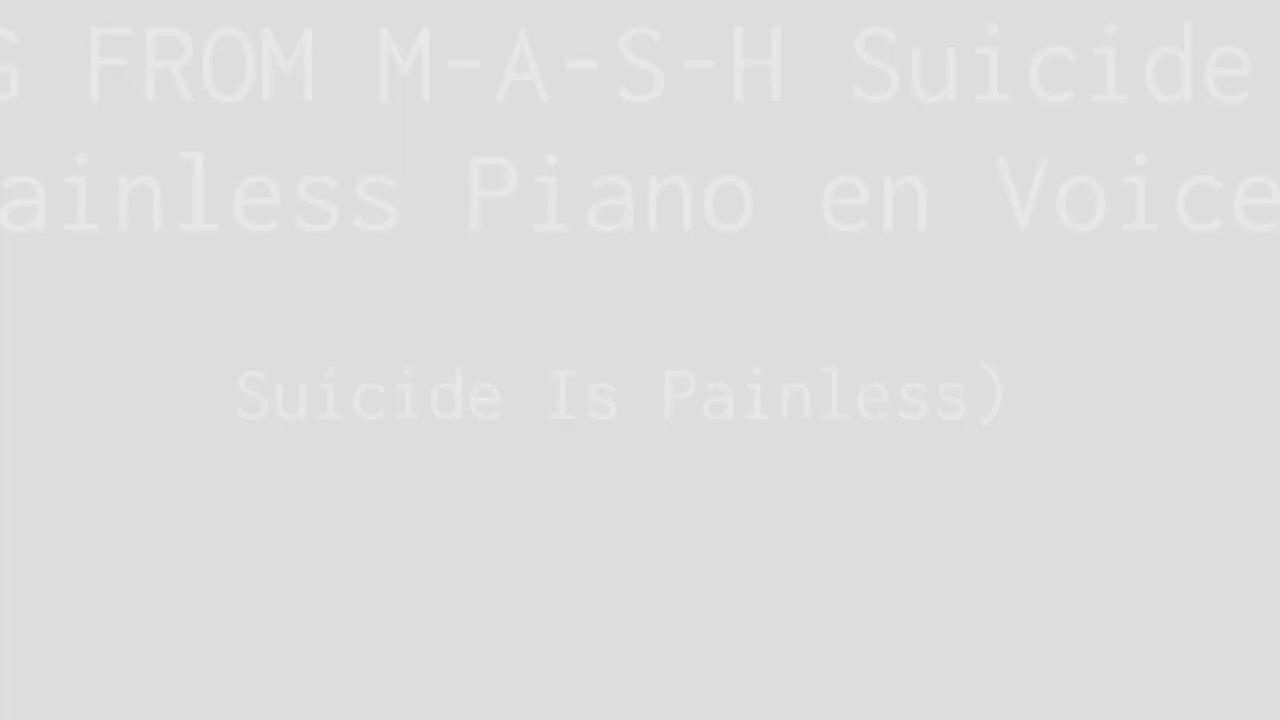 G FROM M-A-S-H Suicide
ainless Piano en Voice
Suicide Is Painless)